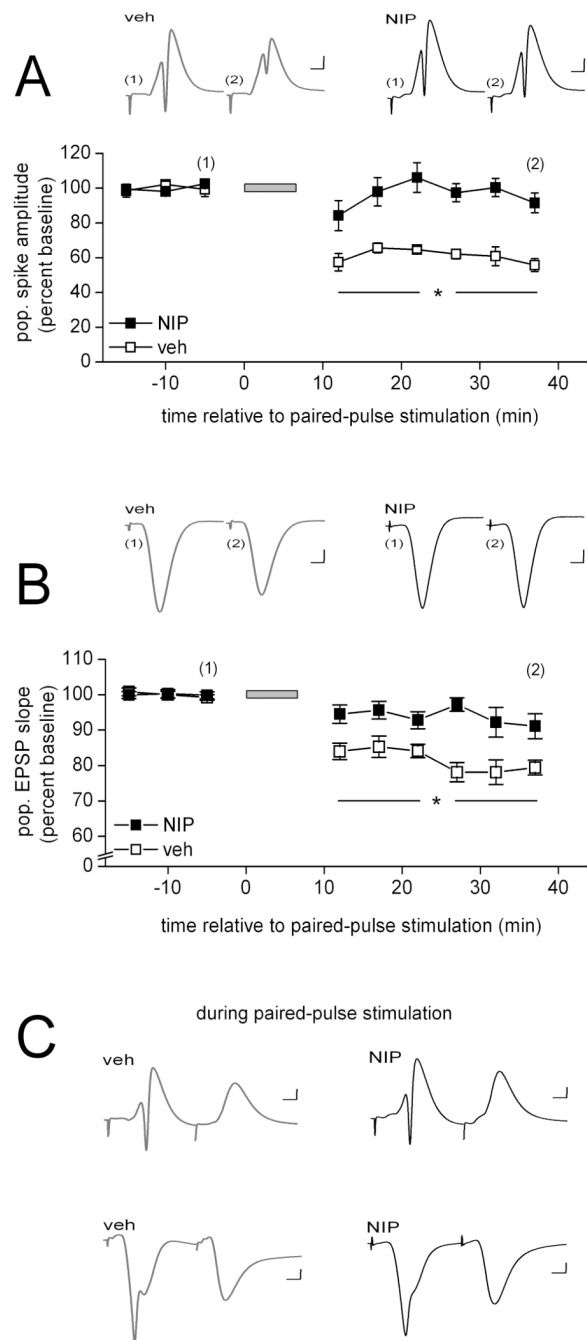 A
veh
NIP
(1)
(2)
(1)
(2)
120
100
80
60
40
20
0
pop. spike amplitude
(percent baseline)
(1)
(2)
*
NIP
veh
-10
0
10
20
30
40
time relative to paired-pulse stimulation (min)
B
veh
NIP
(1)
(2)
(1)
(2)
110
100
90
80
70
60
0
pop. EPSP slope
(percent baseline)
(1)
(2)
*
NIP
veh
-10
0
10
20
30
40
time relative to paired-pulse stimulation (min)
C
during paired-pulse stimulation
veh
NIP
veh
NIP